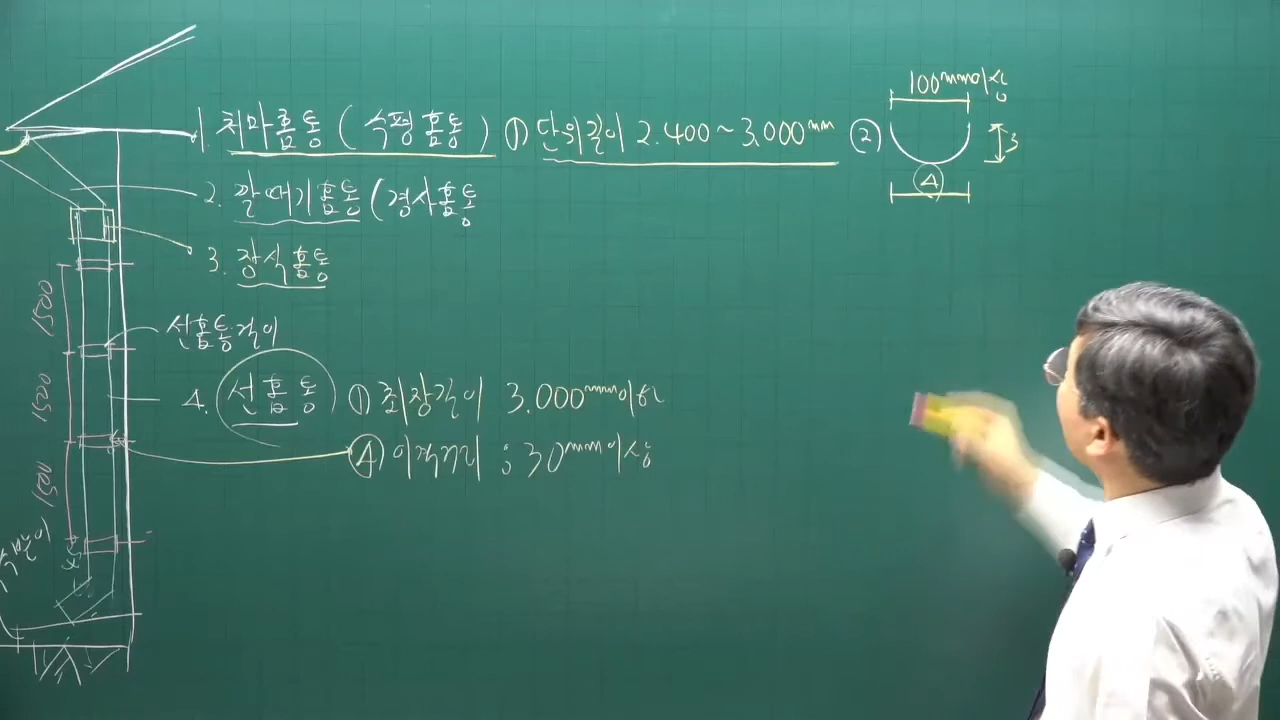 100mm이상
1. 처마홈통 (수평홈통) ① 단위길이 2.400~3.000mm ②
3
A
2. 깔때기홈통 (경사홈통
3. 장식홈통
1500
선홈통걸이
1500
4. 선홈통 ① 최장길이 3.000mm이하
Ⓐ 이격거리 : 30mm이상
1500